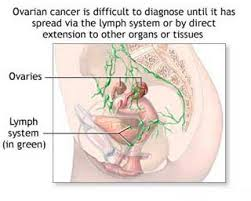 Ovarian cancer is difficult to diagnose until it has
spread via the lymph system or by direct
extension to other organs or tissues
Ovaries
Lymph
system
(in green)